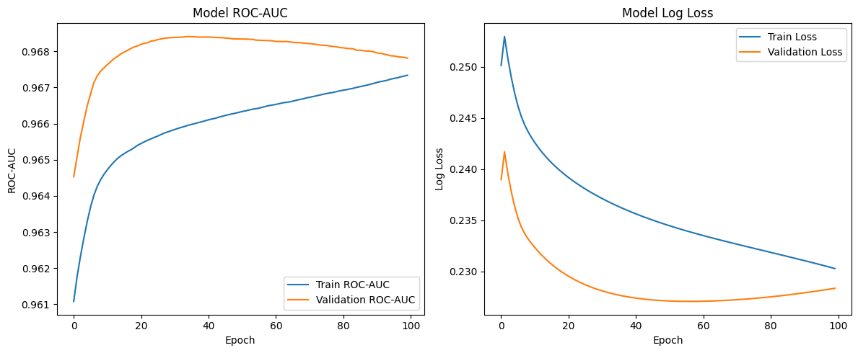 Model ROC-AUC
ROC-AUC
0.968
0.967
0.966
0.965
0.964
0.963
0.962
0.961
0
20
40
60
80
100
Epoch
Train ROC-AUC
Validation ROC-AUC
Model Log Loss
Log Loss
0.250
0.245
0.240
0.235
0.230
0
20
40
60
80
100
Epoch
Train Loss
Validation Loss